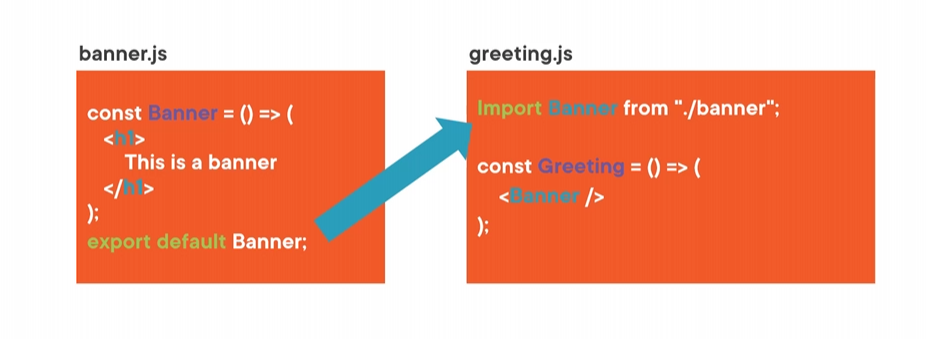 banner.js
const Banner = () => (
<h1>
This is a banner
</h1>
);
export default Banner;
greeting.js
Import Banner from "./banner";
const Greeting = () => (
<Banner />
);